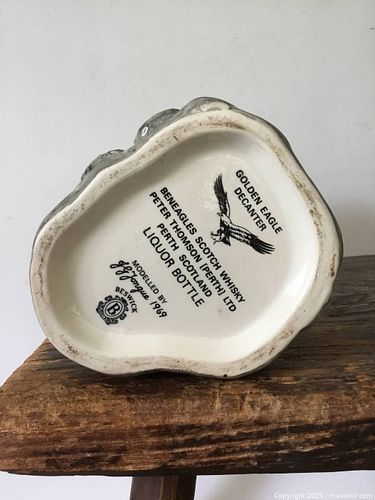 GOLDEN EAGLE
DECANTER
BENEAGLES SCOTCH WHISKY
PETER THOMSON (PERTH) LTD
PERTH SCOTLAND
LIQUOR BOTTLE
MODELLED BY
1969
BESWICK
B
Copyright 2025 - maxsold.com